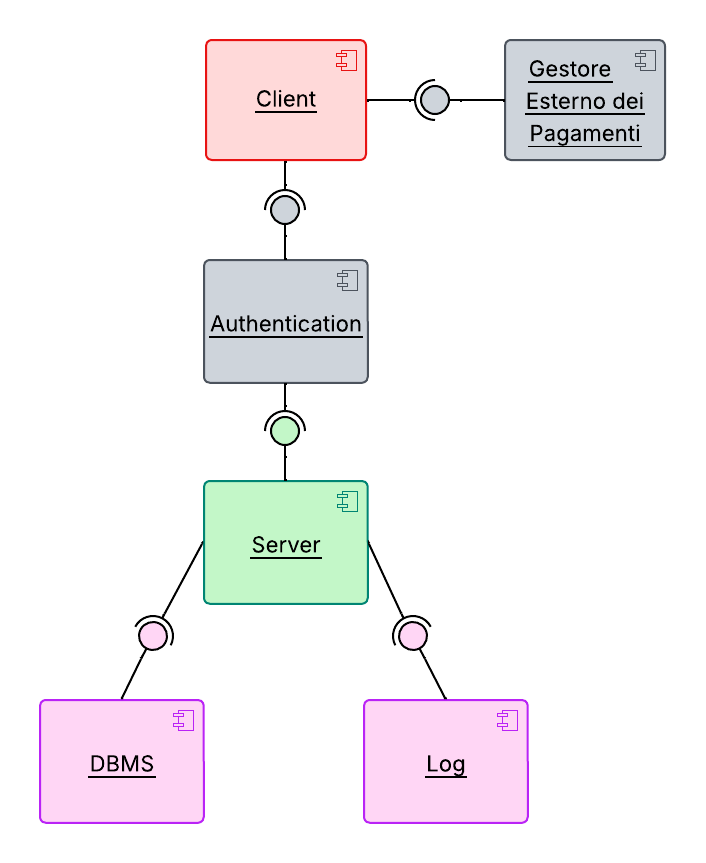 Client
Gestore
Esterno dei
Pagamenti
Authentication
Server
DBMS
Log